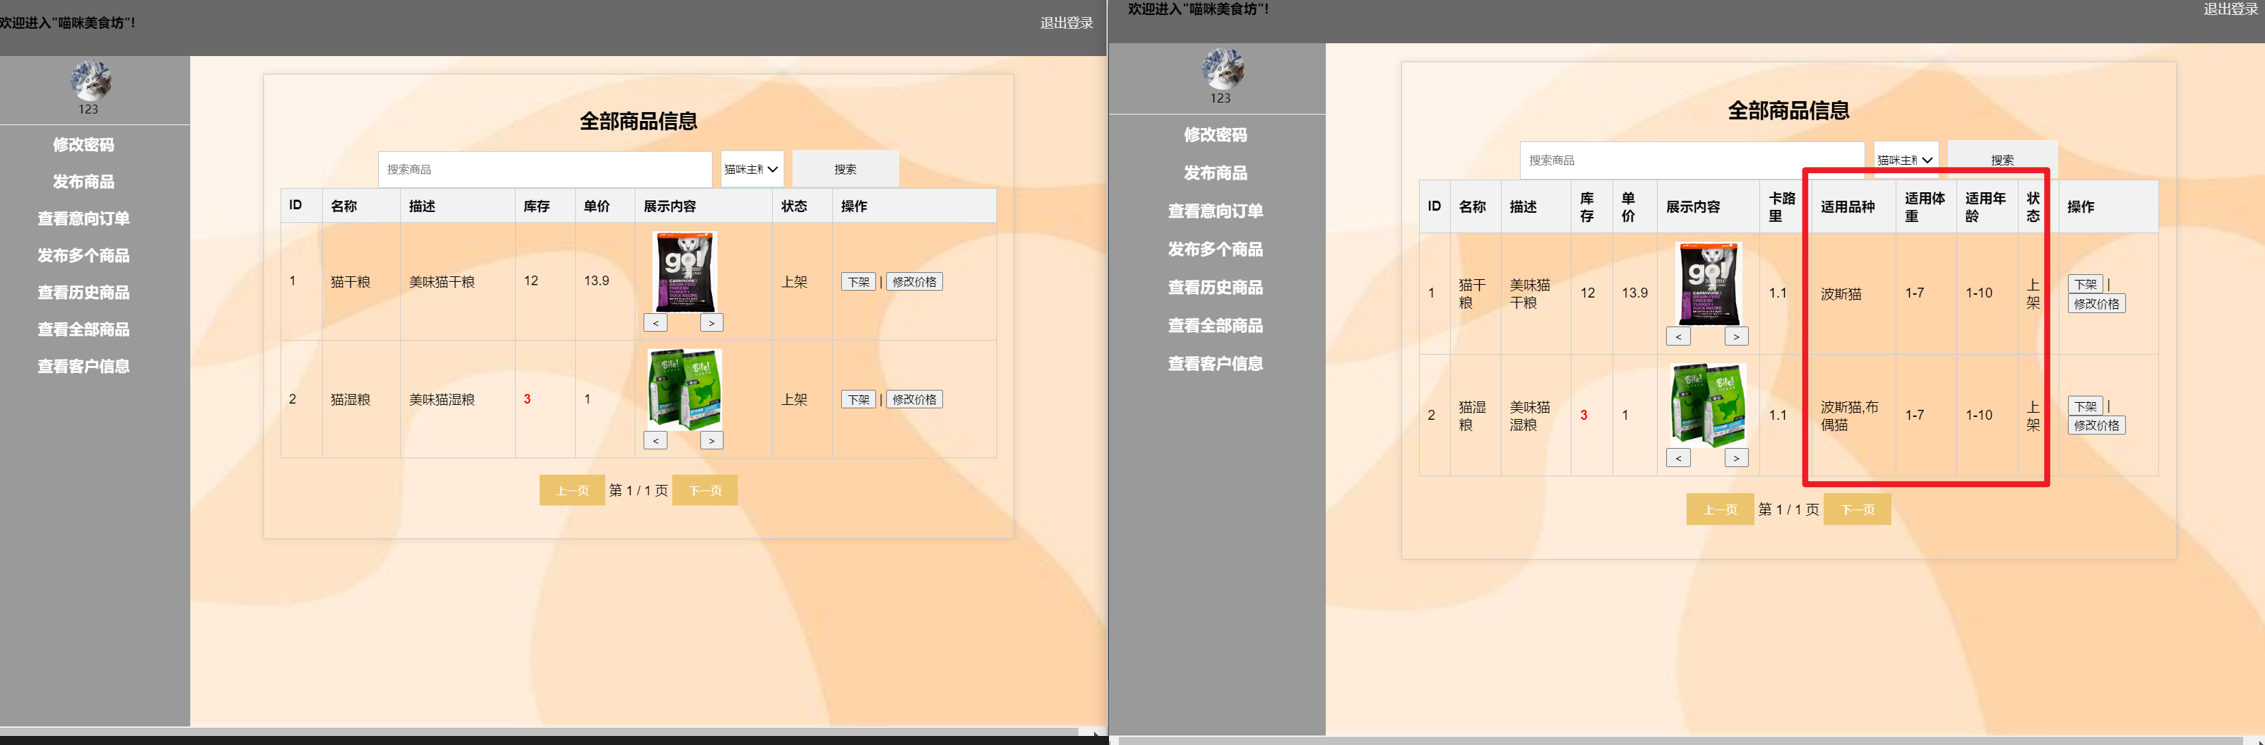 欢迎进入"喵咪美食坊"!
退出登录
123
修改密码
发布商品
查看意向订单
发布多个商品
查看历史商品
查看全部商品
查看客户信息
全部商品信息
搜索商品 猫咪主 搜索
ID 名称 描述 库存 单价 展示内容 状态 操作
1 猫干粮 美味猫干粮 12 13.9 上架 下架 | 修改价格
go!
CARNIVORE
< >
2 猫湿粮 美味猫湿粮 3 1 上架 下架 | 修改价格
Bite!
< >
上一页 第 1 / 1 页 下一页
欢迎进入"喵咪美食坊"!
退出登录
123
修改密码
发布商品
查看意向订单
发布多个商品
查看历史商品
查看全部商品
查看客户信息
全部商品信息
搜索商品 猫咪主 搜索
ID 名称 描述 库存 单价 展示内容 卡路里 适用品种 适用体重 适用年龄 状态 操作
1 猫干粮 美味猫干粮 12 13.9 1.1 波斯猫 1-7 1-10 上架 下架 | 修改价格
go!
CARNIVORE
< >
2 猫湿粮 美味猫湿粮 3 1 1.1 波斯猫,布偶猫 1-7 1-10 上架 下架 | 修改价格
Bite!
< >
上一页 第 1 / 1 页 下一页